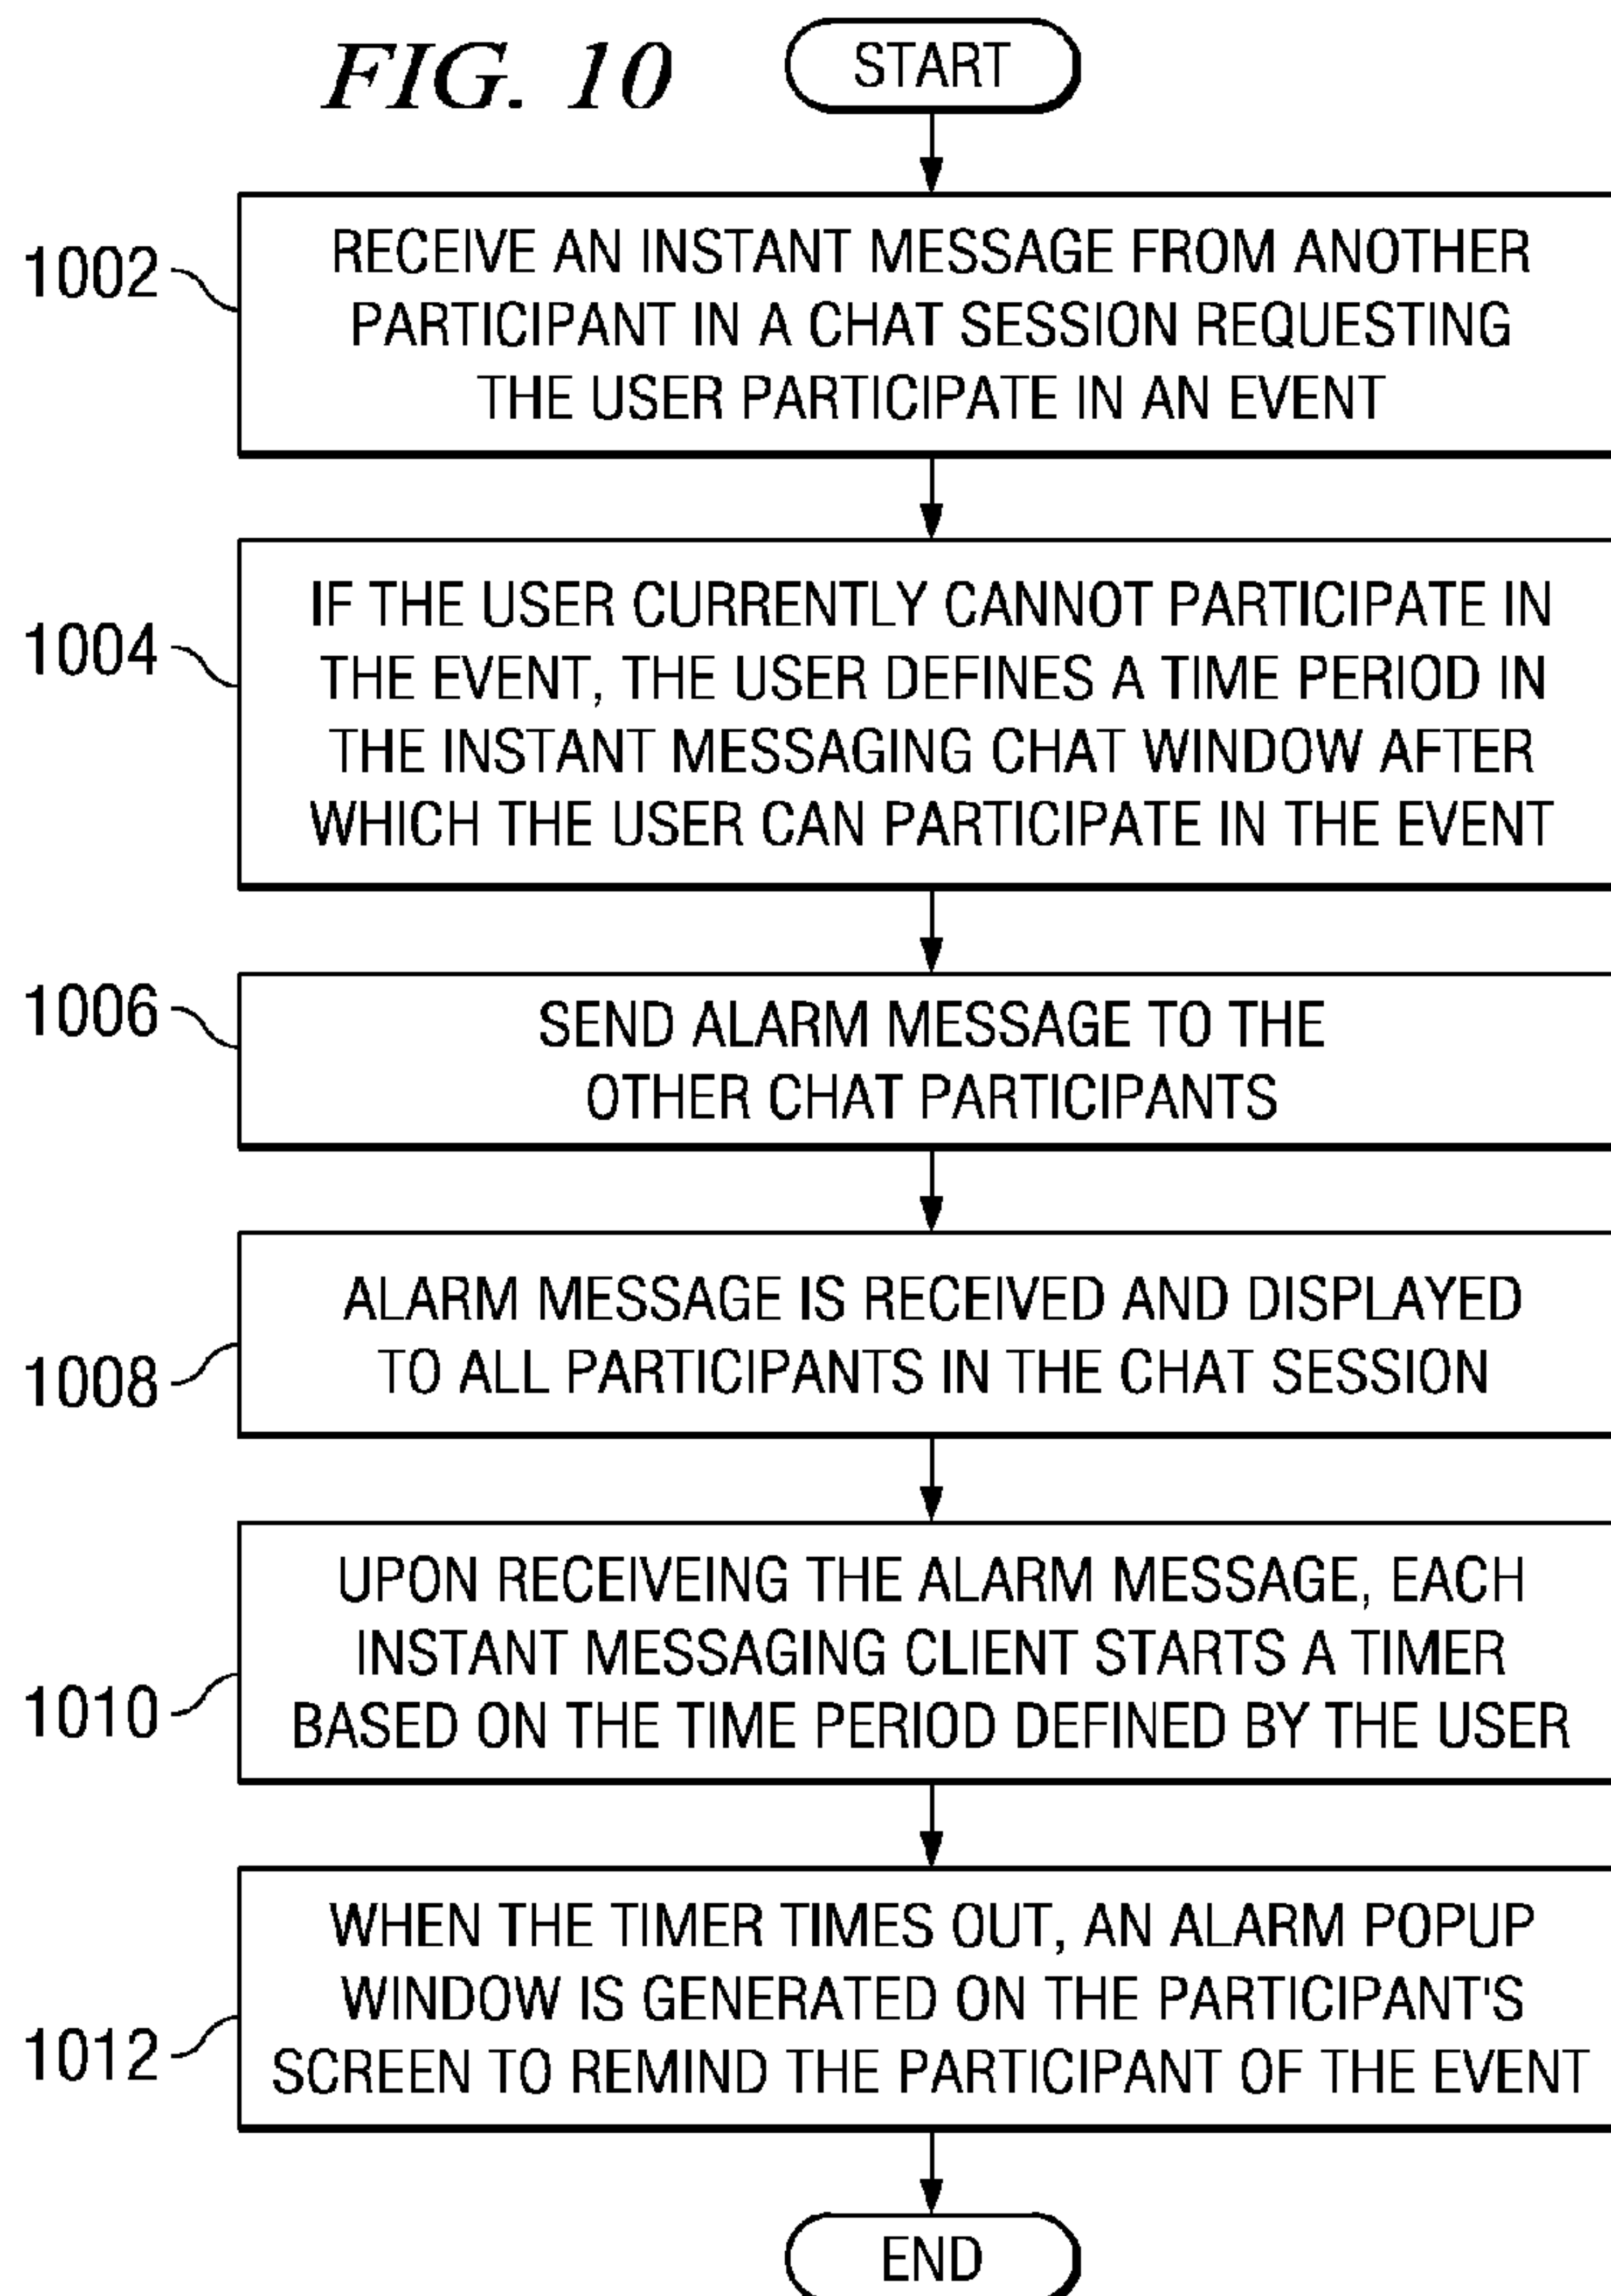 FIG. 10
START
1002
RECEIVE AN INSTANT MESSAGE FROM ANOTHER
PARTICIPANT IN A CHAT SESSION REQUESTING
THE USER PARTICIPATE IN AN EVENT
1004
IF THE USER CURRENTLY CANNOT PARTICIPATE IN
THE EVENT, THE USER DEFINES A TIME PERIOD IN
THE INSTANT MESSAGING CHAT WINDOW AFTER
WHICH THE USER CAN PARTICIPATE IN THE EVENT
1006
SEND ALARM MESSAGE TO THE
OTHER CHAT PARTICIPANTS
1008
ALARM MESSAGE IS RECEIVED AND DISPLAYED
TO ALL PARTICIPANTS IN THE CHAT SESSION
1010
UPON RECEIVEING THE ALARM MESSAGE, EACH
INSTANT MESSAGING CLIENT STARTS A TIMER
BASED ON THE TIME PERIOD DEFINED BY THE USER
1012
WHEN THE TIMER TIMES OUT, AN ALARM POPUP
WINDOW IS GENERATED ON THE PARTICIPANT'S
SCREEN TO REMIND THE PARTICIPANT OF THE EVENT
END